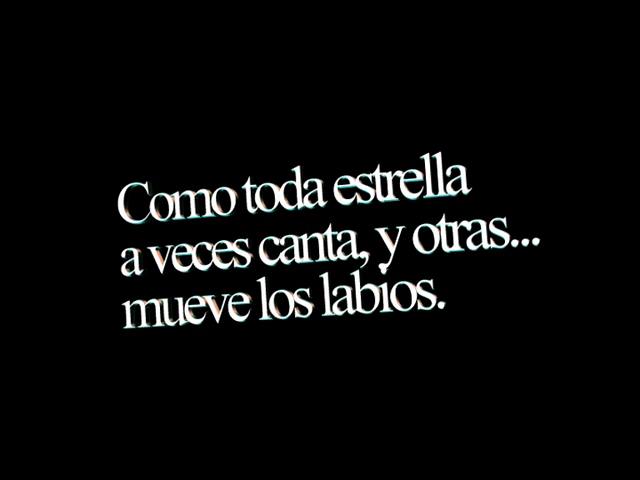 Como toda estrella
a veces canta, y otras...
mueve los labios.